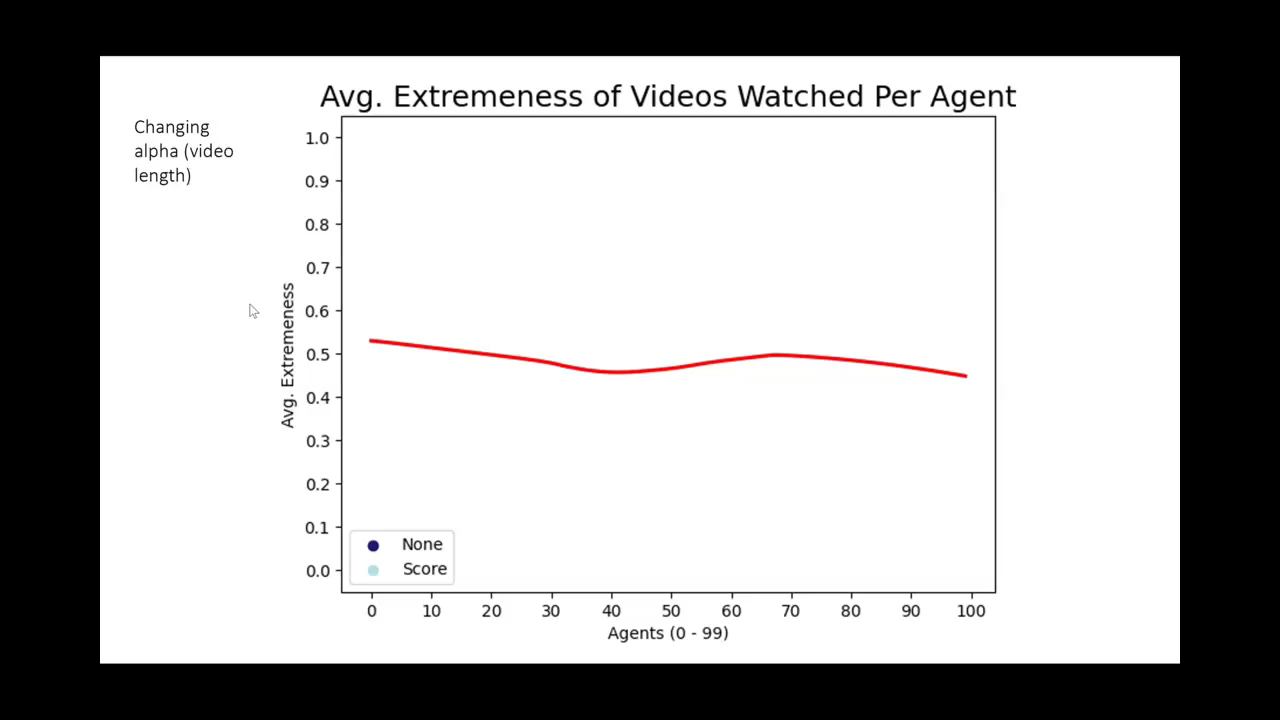 Avg. Extremeness of Videos Watched Per Agent
Changing
alpha (video
length)
1.0
0.9
0.8
0.7
0.6
0.5
0.4
0.3
0.2
0.1
0.0
Avg. Extremeness
None
Score
0 10 20 30 40 50 60 70 80 90 100
Agents (0 - 99)